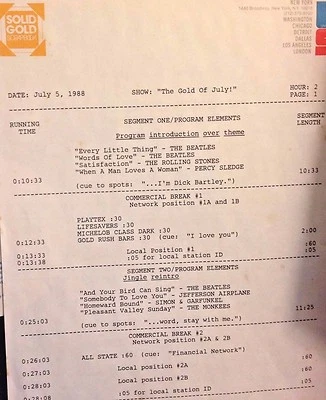 SOLID
GOLD
SCRAPBOOK
NEW YORK
WASHINGTON
CHICAGO
DETROIT
DALLAS
LOS ANGELES
LONDON
DATE: July 5, 1988 SHOW: "The Gold Of July!" HOUR: 2
PAGE: 1
RUNNING TIME SEGMENT ONE/PROGRAM ELEMENTS SEGMENT LENGTH
Program introduction over theme
"Every Little Thing" - THE BEATLES
"Words Of Love" - THE BEATLES
"Satisfaction" - THE ROLLING STONES
"When A Man Loves A Woman" - PERCY SLEDGE
0:10:33 10:33
(cue to spots: "...I'm Dick Bartley.")
COMMERCIAL BREAK #1
Network position #1A and 1B
PLAYTEX :30
LIFESAVERS :30
MICHELOB CLASS DARK :30
0:12:33 GOLD RUSH BARS :30 (cue: "I love you") 2:00
0:13:33 Local Position #1 :60
0:13:38 :05 for local station ID :05
SEGMENT TWO/PROGRAM ELEMENTS
Jingle reintro
"And Your Bird Can Sing" - THE BEATLES
"Somebody To Love You" - JEFFERSON AIRPLANE
"Homeward Sound" - SIMON & GARFUNKEL
"Pleasant Valley Sunday" - THE MONKEES
0:25:03 11:25
(cue to spots: "...word, stay with me.")
COMMERCIAL BREAK #2
Network position #2A & 2B
0:26:03 ALL STATE :60 (cue: "Financial Network") :60
0:27:03 Local position #2A :60
0:28:03 Local position #2B :60
0:28:08 :05 for local station ID :05